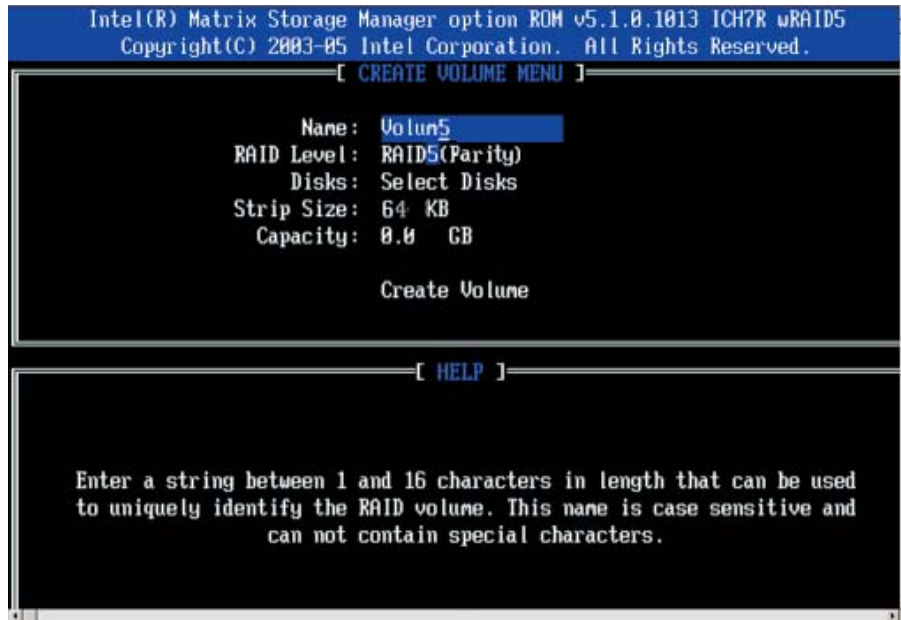 Intel(R) Matrix Storage Manager option ROM v5.1.0.1013 ICH7R wRAID5
Copyright(C) 2003-05 Intel Corporation. All Rights Reserved.
[ CREATE VOLUME MENU ]
Name: Volum5
RAID Level: RAID5(Parity)
Disks: Select Disks
Strip Size: 64 KB
Capacity: 0.0 GB
Create Volume
[ HELP ]
Enter a string between 1 and 16 characters in length that can be used
to uniquely identify the RAID volume. This name is case sensitive and
can not contain special characters.